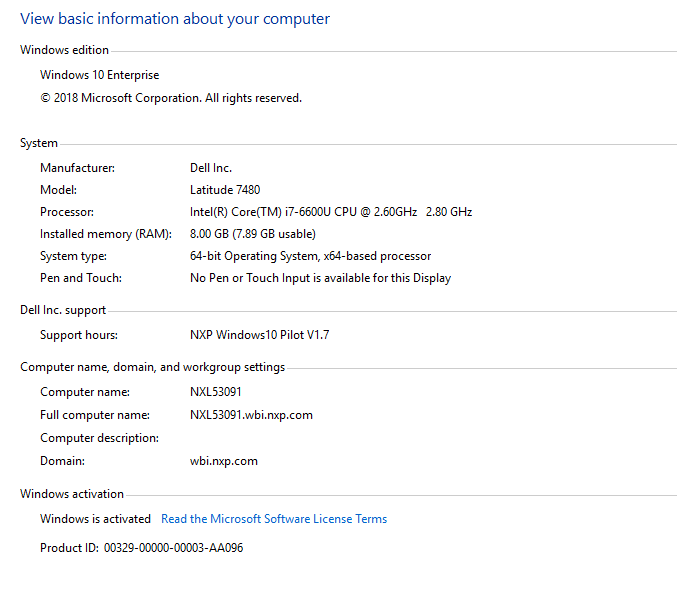 View basic information about your computer
Windows edition
Windows 10 Enterprise
© 2018 Microsoft Corporation. All rights reserved.
System
Manufacturer: Dell Inc.
Model: Latitude 7480
Processor: Intel(R) Core(TM) i7-6600U CPU @ 2.60GHz 2.80 GHz
Installed memory (RAM): 8.00 GB (7.89 GB usable)
System type: 64-bit Operating System, x64-based processor
Pen and Touch: No Pen or Touch Input is available for this Display
Dell Inc. support
Support hours: NXP Windows10 Pilot V1.7
Computer name, domain, and workgroup settings
Computer name: NXL53091
Full computer name: NXL53091.wbi.nxp.com
Computer description:
Domain: wbi.nxp.com
Windows activation
Windows is activated Read the Microsoft Software License Terms
Product ID: 00329-00000-00003-AA096